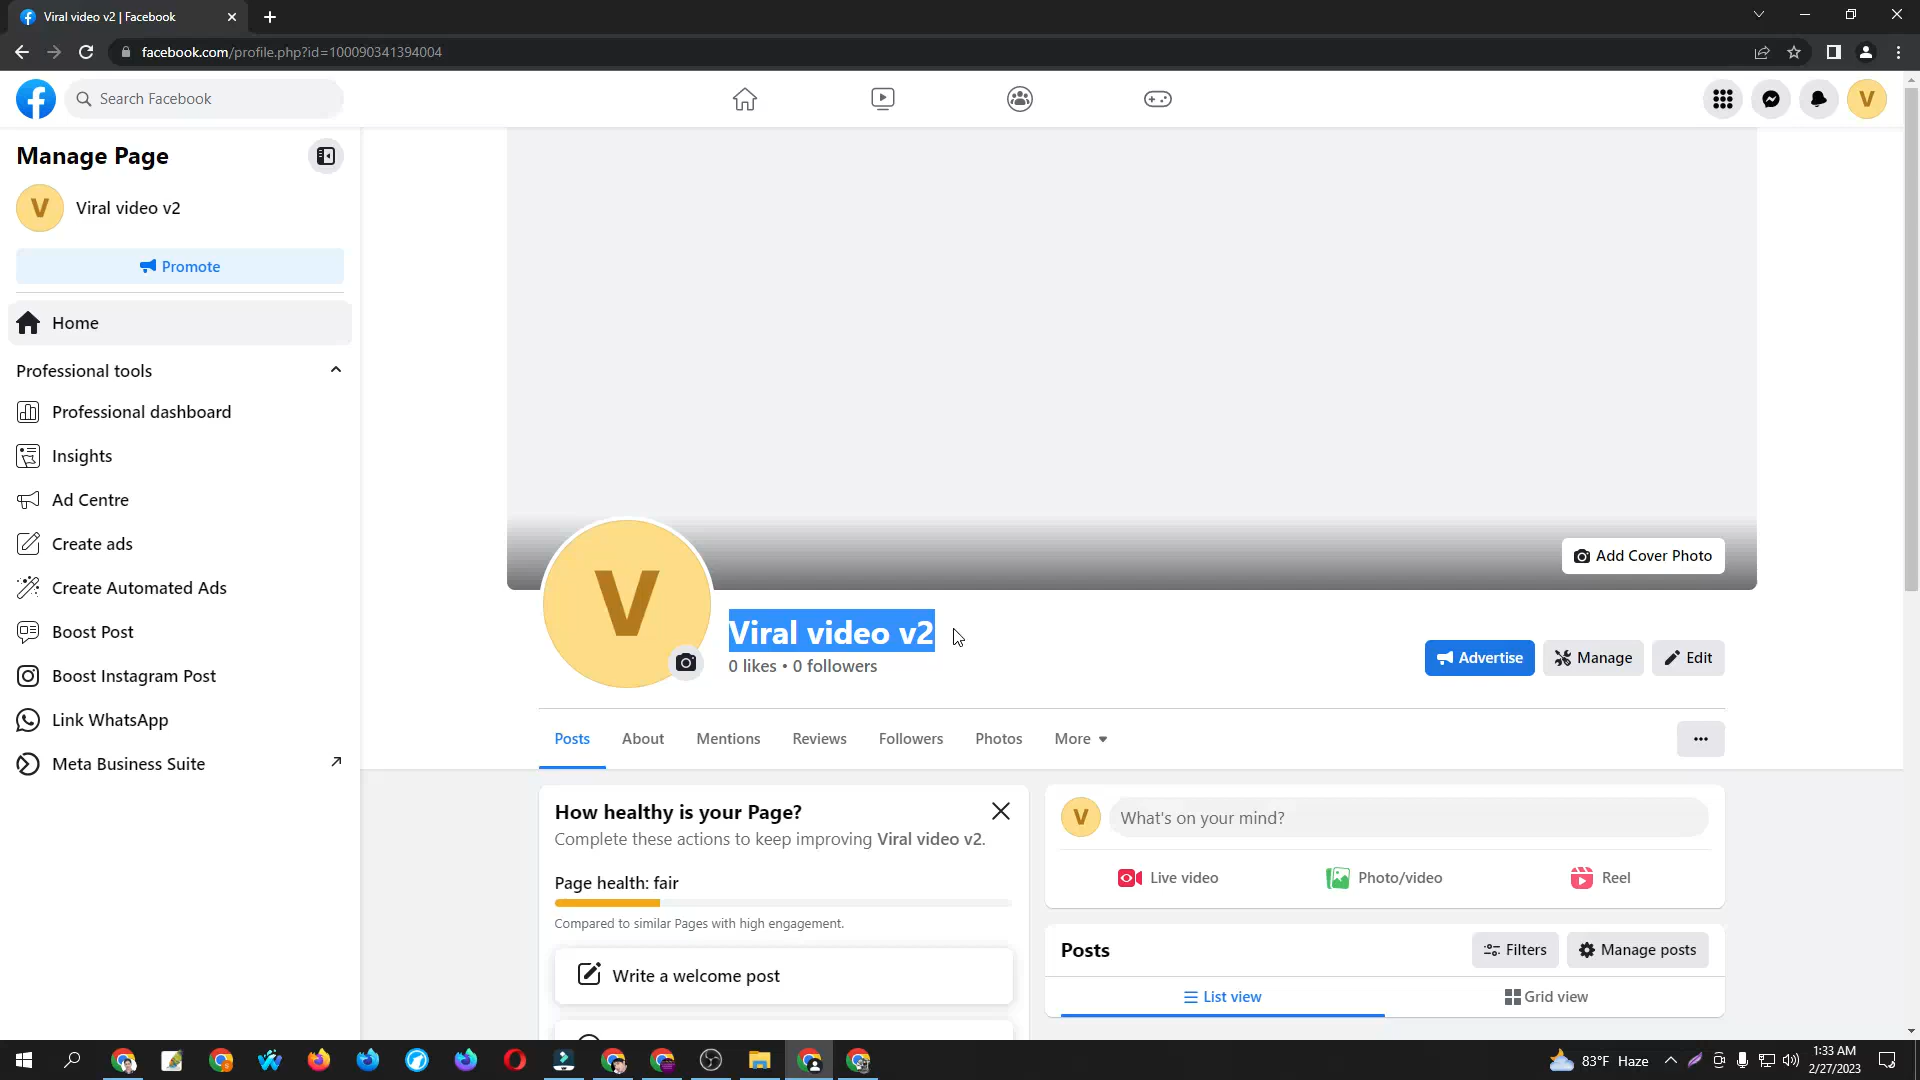 Viral video v2 | Facebook
facebook.com/profile.php?id=100090341394004
Search Facebook
V
Manage Page
V
Viral video v2
Promote
Home
Professional tools
Professional dashboard
Insights
Ad Centre
Create ads
Create Automated Ads
Boost Post
Boost Instagram Post
Link WhatsApp
Meta Business Suite
Add Cover Photo
V
Viral video v2
0 likes • 0 followers
Advertise
Manage
Edit
Posts
About
Mentions
Reviews
Followers
Photos
More
How healthy is your Page?
Complete these actions to keep improving Viral video v2.
Page health: fair
Compared to similar Pages with high engagement.
Write a welcome post
V
What's on your mind?
Live video
Photo/video
Reel
Posts
Filters
Manage posts
List view
Grid view
83°F Haze
1:33 AM
2/27/2023